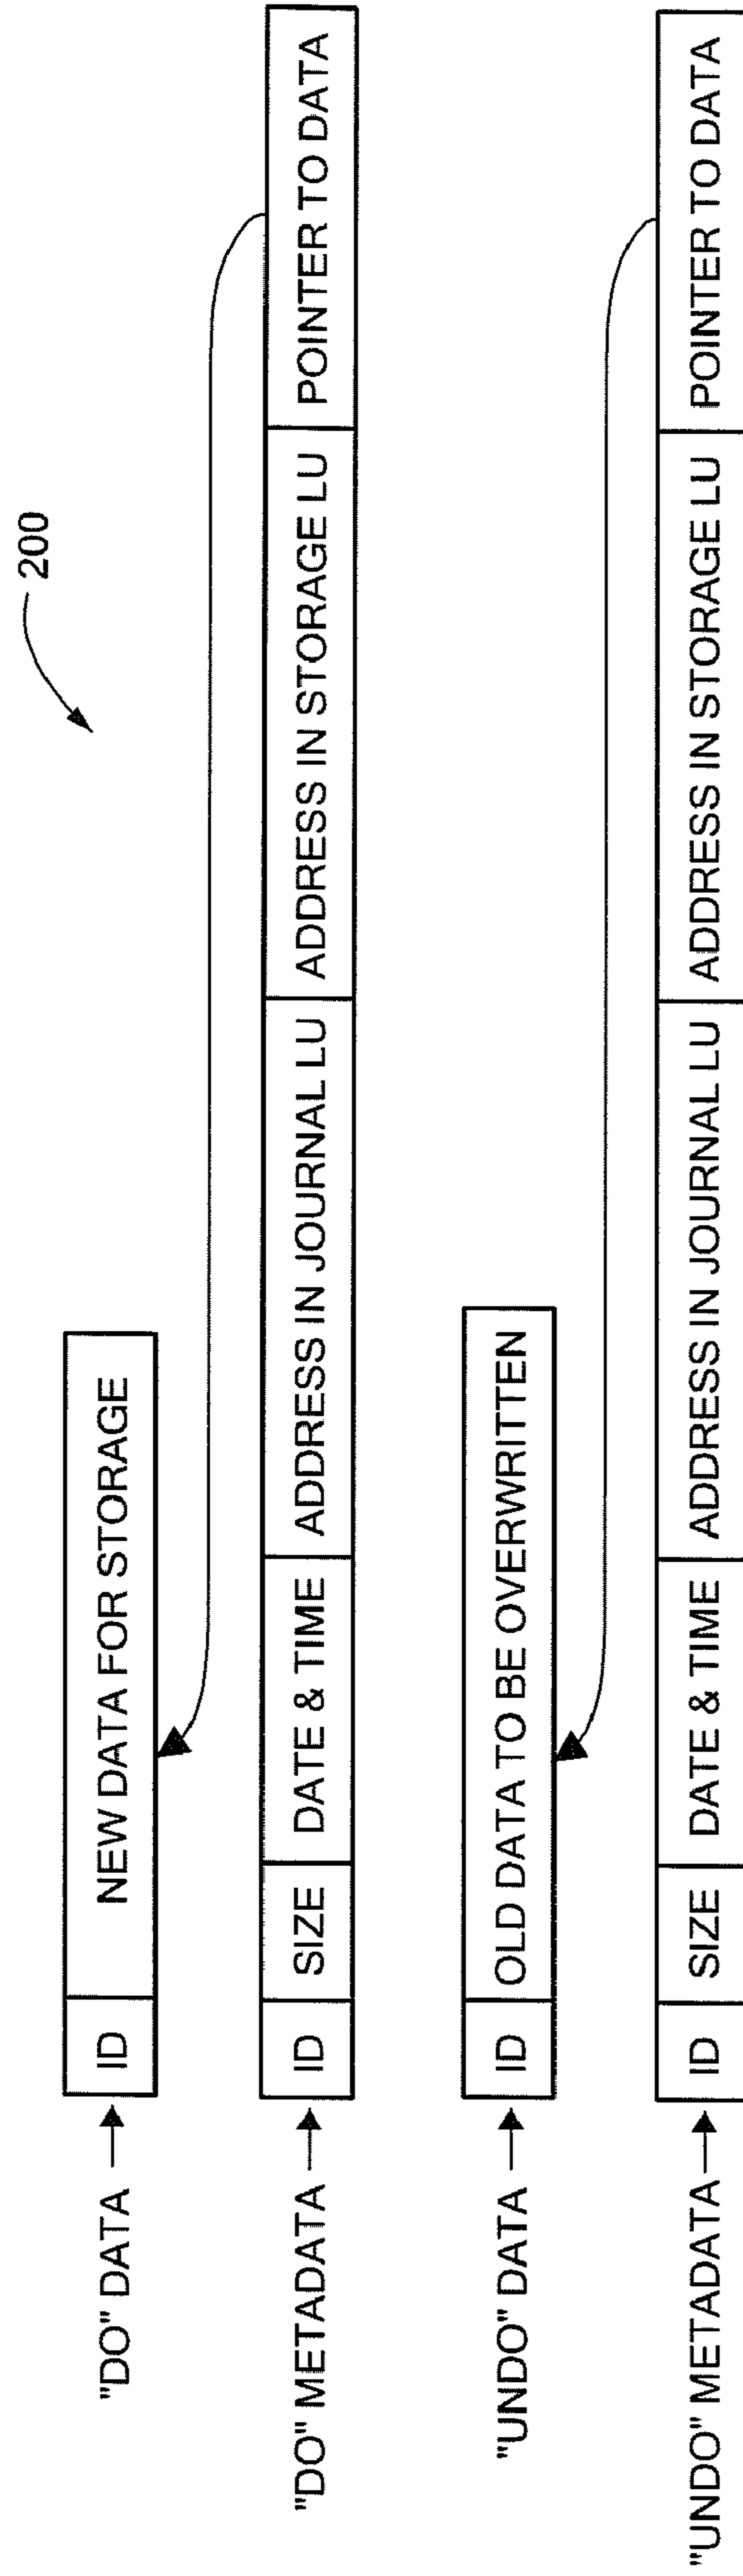 200
"DO" DATA
ID NEW DATA FOR STORAGE
"DO" METADATA
ID SIZE DATE & TIME ADDRESS IN JOURNAL LU ADDRESS IN STORAGE LU POINTER TO DATA
"UNDO" DATA
ID OLD DATA TO BE OVERWRITTEN
"UNDO" METADATA
ID SIZE DATE & TIME ADDRESS IN JOURNAL LU ADDRESS IN STORAGE LU POINTER TO DATA